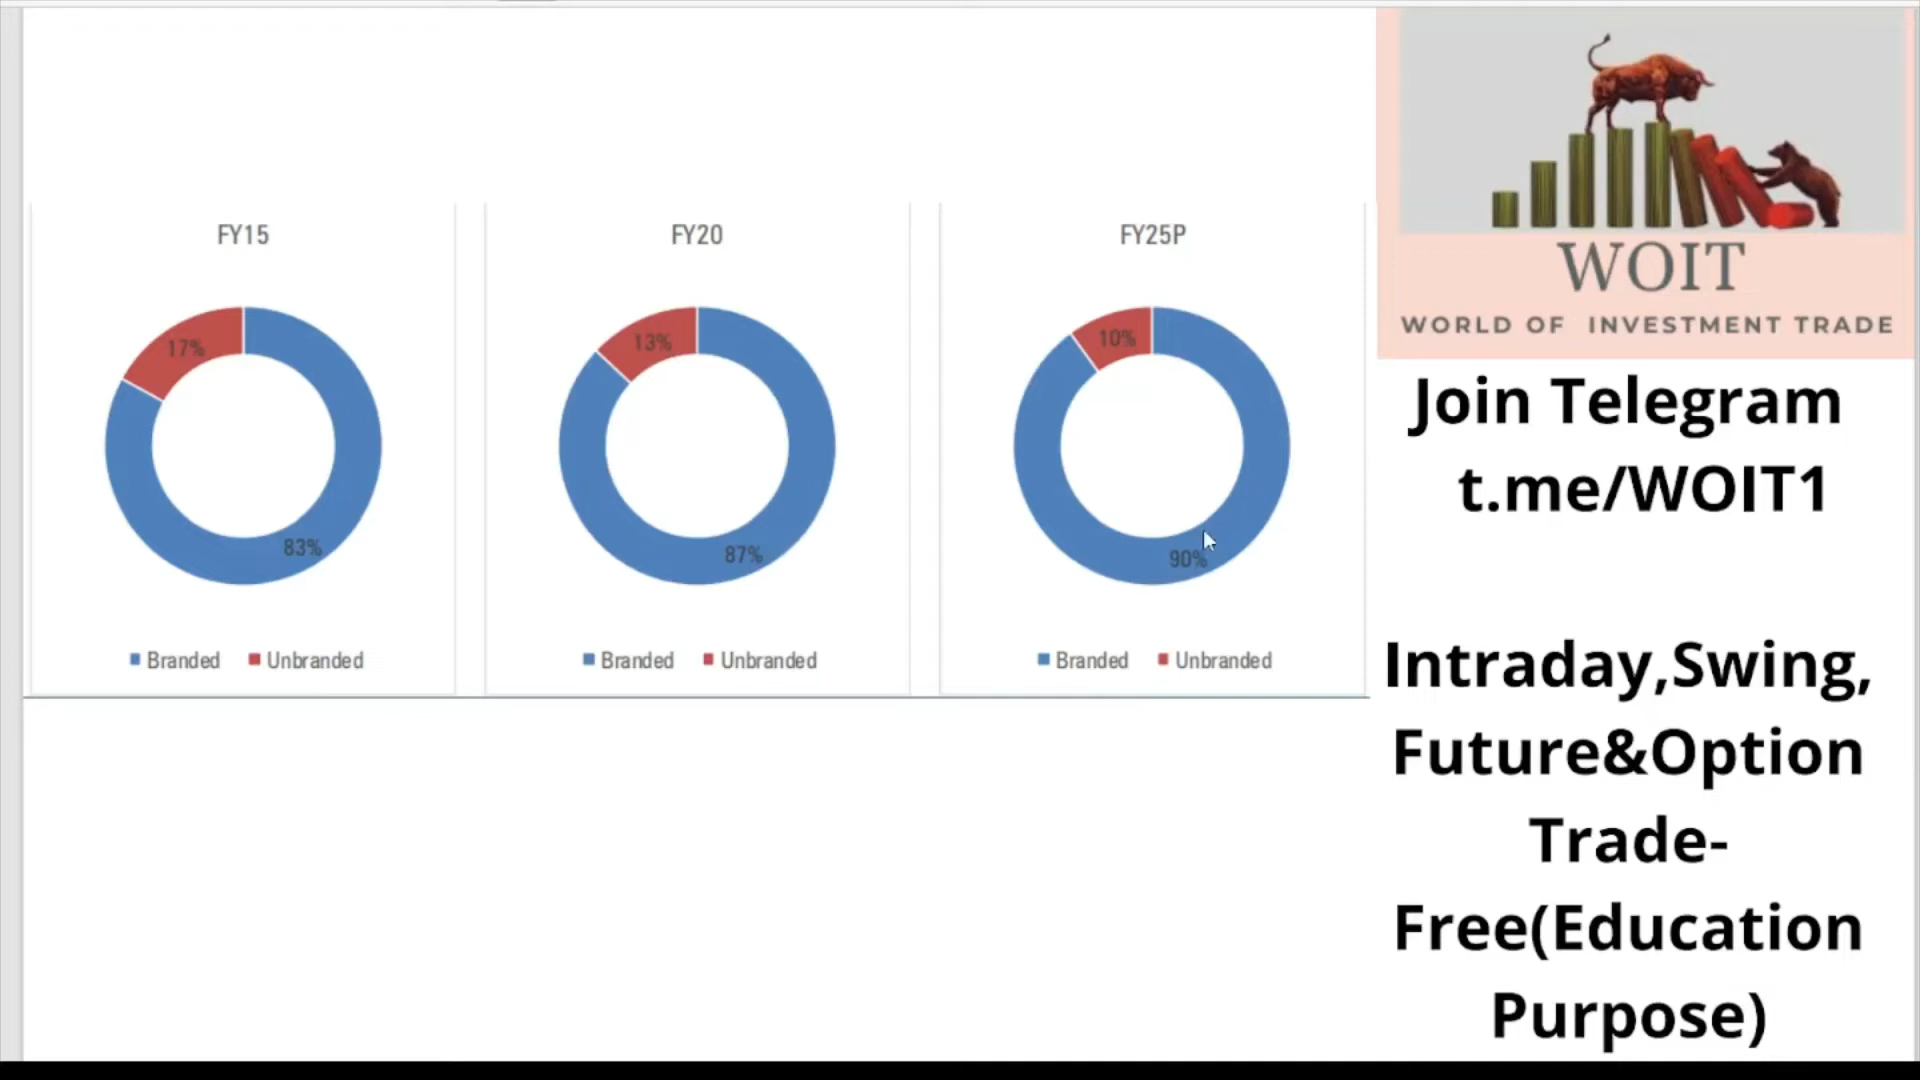 FY15
17%
83%
Branded Unbranded
FY20
13%
87%
Branded Unbranded
FY25P
10%
90%
Branded Unbranded
WOIT
WORLD OF INVESTMENT TRADE
Join Telegram
t.me/WOIT1
Intraday,Swing,
Future&Option
Trade-
Free(Education
Purpose)